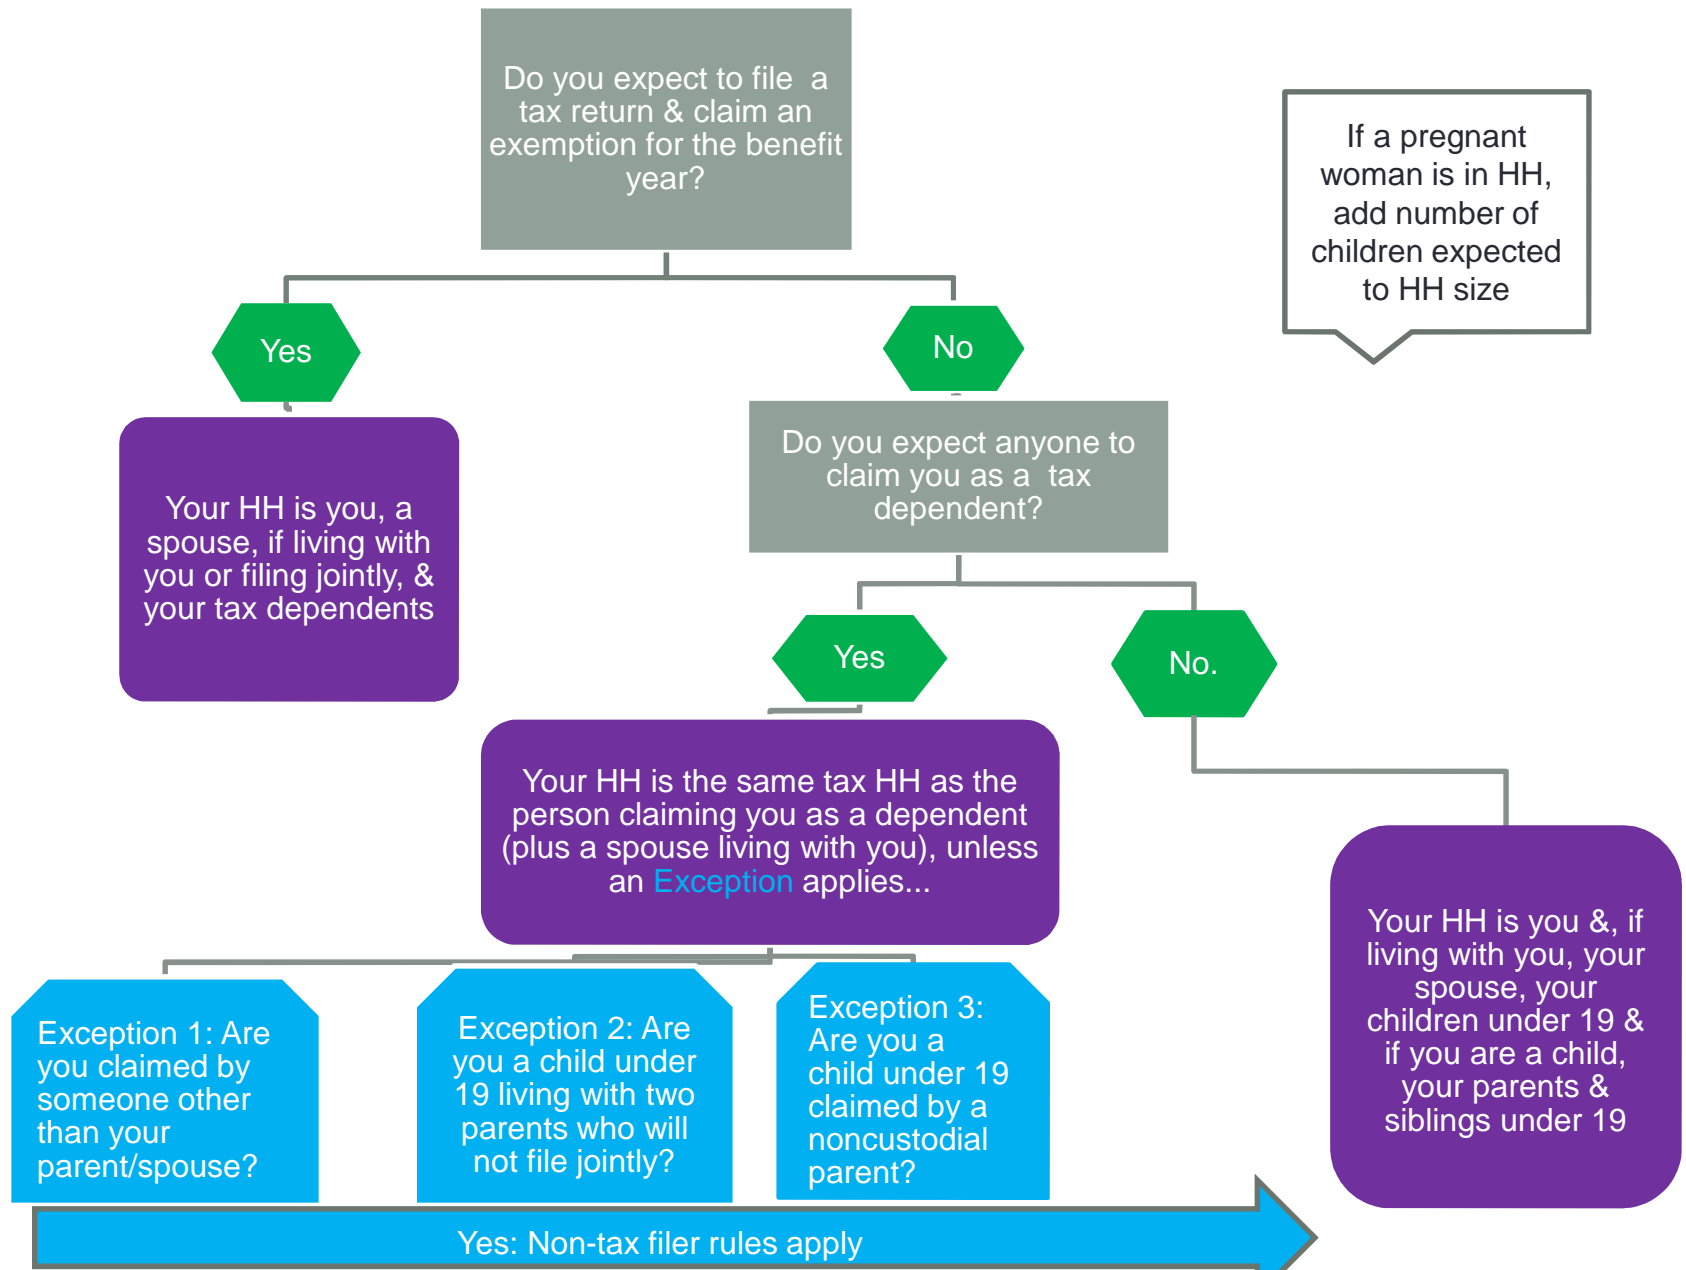 Do you expect to file a
tax return & claim an
exemption for the benefit
year?
If a pregnant
woman is in HH,
add number of
children expected
to HH size
Yes
No
Your HH is you, a
spouse, if living with
you or filing jointly, &
your tax dependents
Do you expect anyone to
claim you as a tax
dependent?
Yes
No.
Your HH is the same tax HH as the
person claiming you as a dependent
(plus a spouse living with you), unless
an Exception applies...
Your HH is you &, if
living with you, your
spouse, your
children under 19 &
if you are a child,
your parents &
siblings under 19
Exception 1: Are
you claimed by
someone other
than your
parent/spouse?
Exception 2: Are
you a child under
19 living with two
parents who will
not file jointly?
Exception 3:
Are you a
child under 19
claimed by a
noncustodial
parent?
Yes: Non-tax filer rules apply